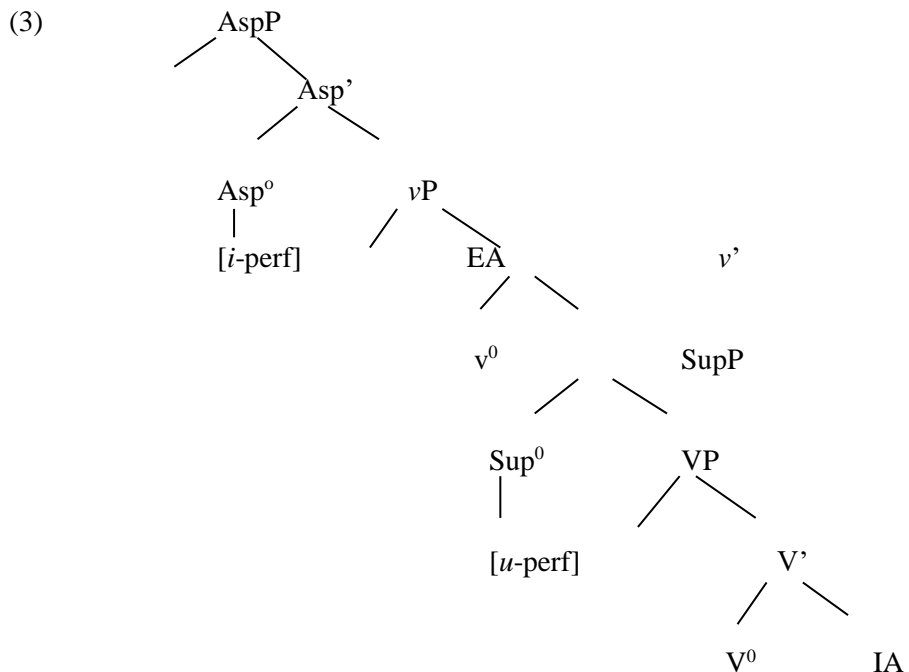 (3) AspP
Asp’
Aspº vP
[i-perf] EA v’
v⁰ SupP
Sup⁰ VP
[u-perf] V’
V⁰ IA